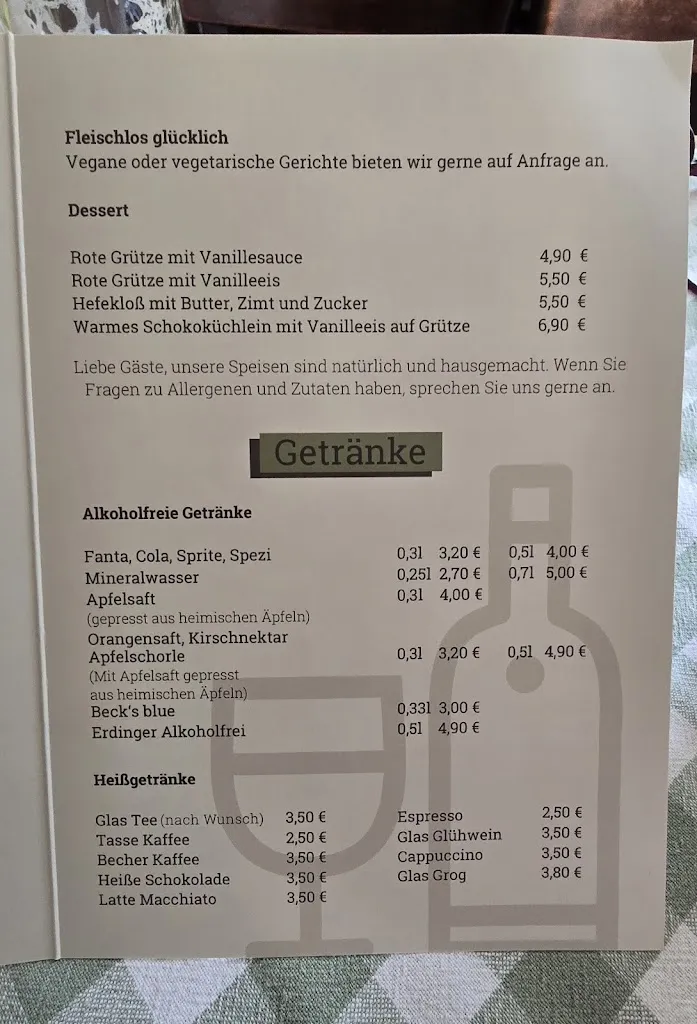 Fleischlos glücklich
Vegane oder vegetarische Gerichte bieten wir gerne auf Anfrage an.
Dessert
Rote Grütze mit Vanillesauce 4,90 €
Rote Grütze mit Vanilleeis 5,50 €
Hefekloß mit Butter, Zimt und Zucker 5,50 €
Warmes Schokoküchlein mit Vanilleeis auf Grütze 6,90 €
Liebe Gäste, unsere Speisen sind natürlich und hausgemacht. Wenn Sie
Fragen zu Allergenen und Zutaten haben, sprechen Sie uns gerne an.
Getränke
Alkoholfreie Getränke
Fanta, Cola, Sprite, Spezi 0,3l 3,20 € 0,5l 4,00 €
Mineralwasser 0,25l 2,70 € 0,7l 5,00 €
Apfelsaft 0,3l 4,00 €
(gepresst aus heimischen Äpfeln)
Orangensaft, Kirschnektar
Apfelschorle 0,3l 3,20 € 0,5l 4,90 €
(Mit Apfelsaft gepresst
aus heimischen Äpfeln)
Beck's blue 0,33l 3,00 €
Erdinger Alkoholfrei 0,5l 4,90 €
Heißgetränke
Glas Tee (nach Wunsch) 3,50 € Espresso 2,50 €
Tasse Kaffee 2,50 € Glas Glühwein 3,50 €
Becher Kaffee 3,50 € Cappuccino 3,50 €
Heiße Schokolade 3,50 € Glas Grog 3,80 €
Latte Macchiato 3,50 €